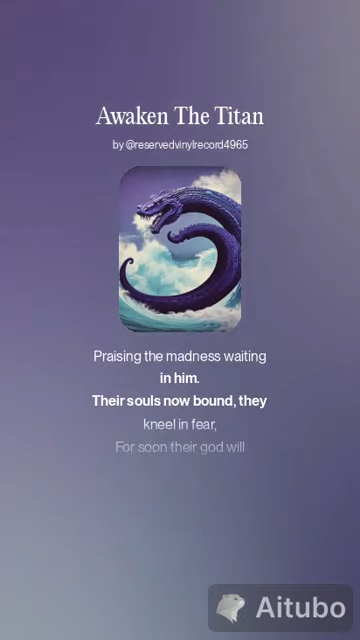 Awaken The Titan
by @reservedvinylrecord4965
Praising the madness waiting
in him.
Their souls now bound, they
kneel in fear,
For soon their god will
Aitubo